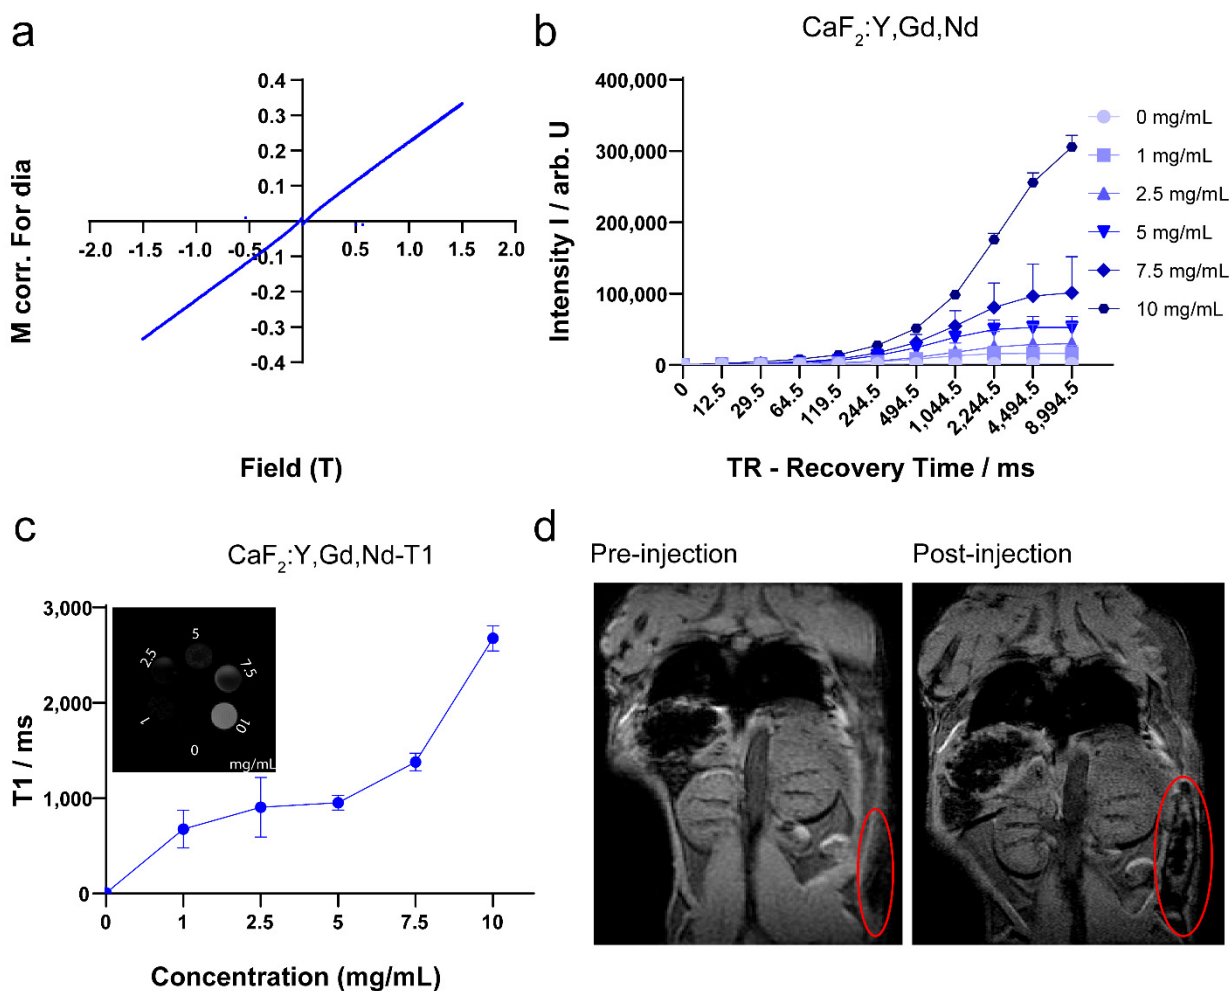 a
0.4
0.3
0.2
0.1
-2.0 -1.5 -1.0 -0.5 0.5 1.0 1.5 2.0
-0.1
-0.2
-0.3
-0.4
M corr. For dia
Field (T)
b
CaF2:Y,Gd,Nd
400,000
300,000
200,000
100,000
0
Intensity I / arb. U
0 12.5 29.5 64.5 119.5 244.5 494.5 1,044.5 2,244.5 4,494.5 8,994.5
TR - Recovery Time / ms
0 mg/mL
1 mg/mL
2.5 mg/mL
5 mg/mL
7.5 mg/mL
10 mg/mL
c
CaF2:Y,Gd,Nd-T1
3,000
2,000
1,000
0
T1 / ms
5
2.5 7.5
1 10
0
mg/mL
0 1 2.5 5 7.5 10
Concentration (mg/mL)
d
Pre-injection Post-injection